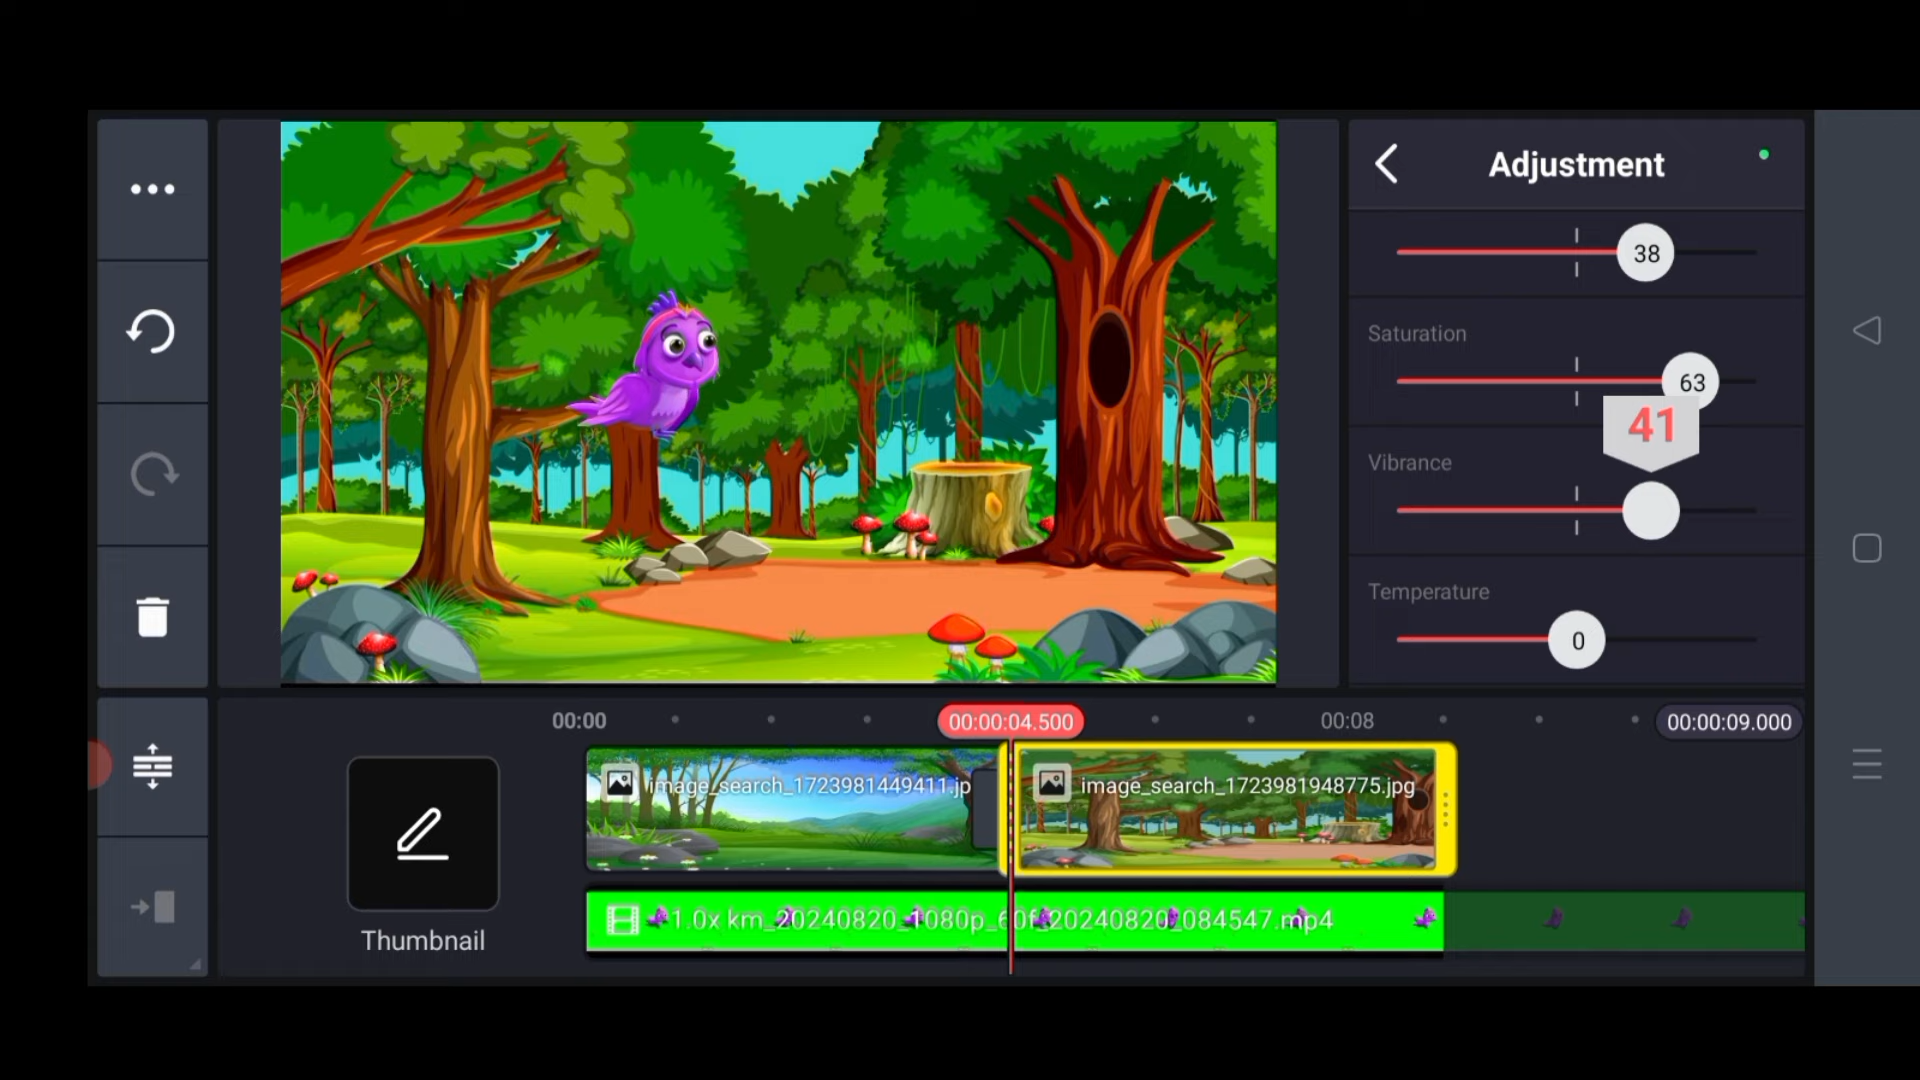 Adjustment
38
Saturation
63
41
Vibrance
Temperature
0
00:00
00:00:04.500
00:08
00:00:09.000
image_search_1723981449411.jp
image_search_1723981948775.jpg
1.0x km_20240820_1080p_60f_20240820_084547.mp4
Thumbnail